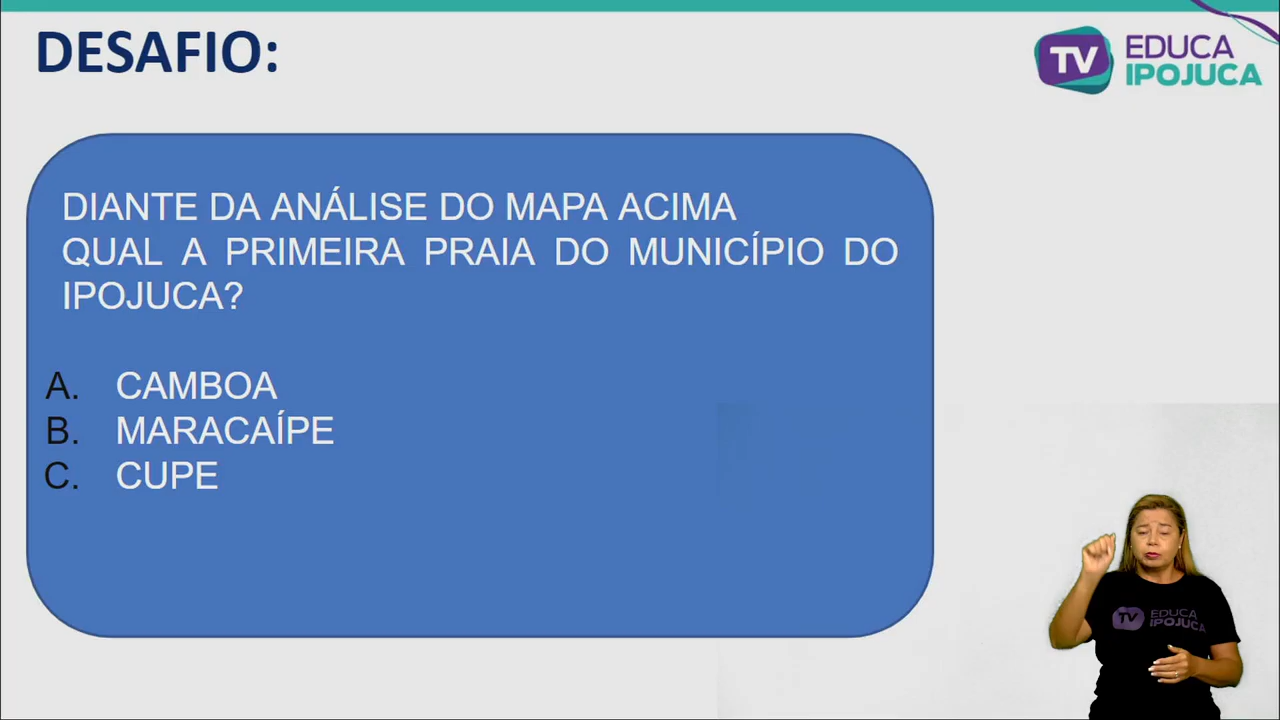 DESAFIO:
TV EDUCA
IPOJUCA
DIANTE DA ANÁLISE DO MAPA ACIMA
QUAL A PRIMEIRA PRAIA DO MUNICÍPIO DO
IPOJUCA?
A. CAMBOA
B. MARACAÍPE
C. CUPE
TV EDUCA
IPOJUCA